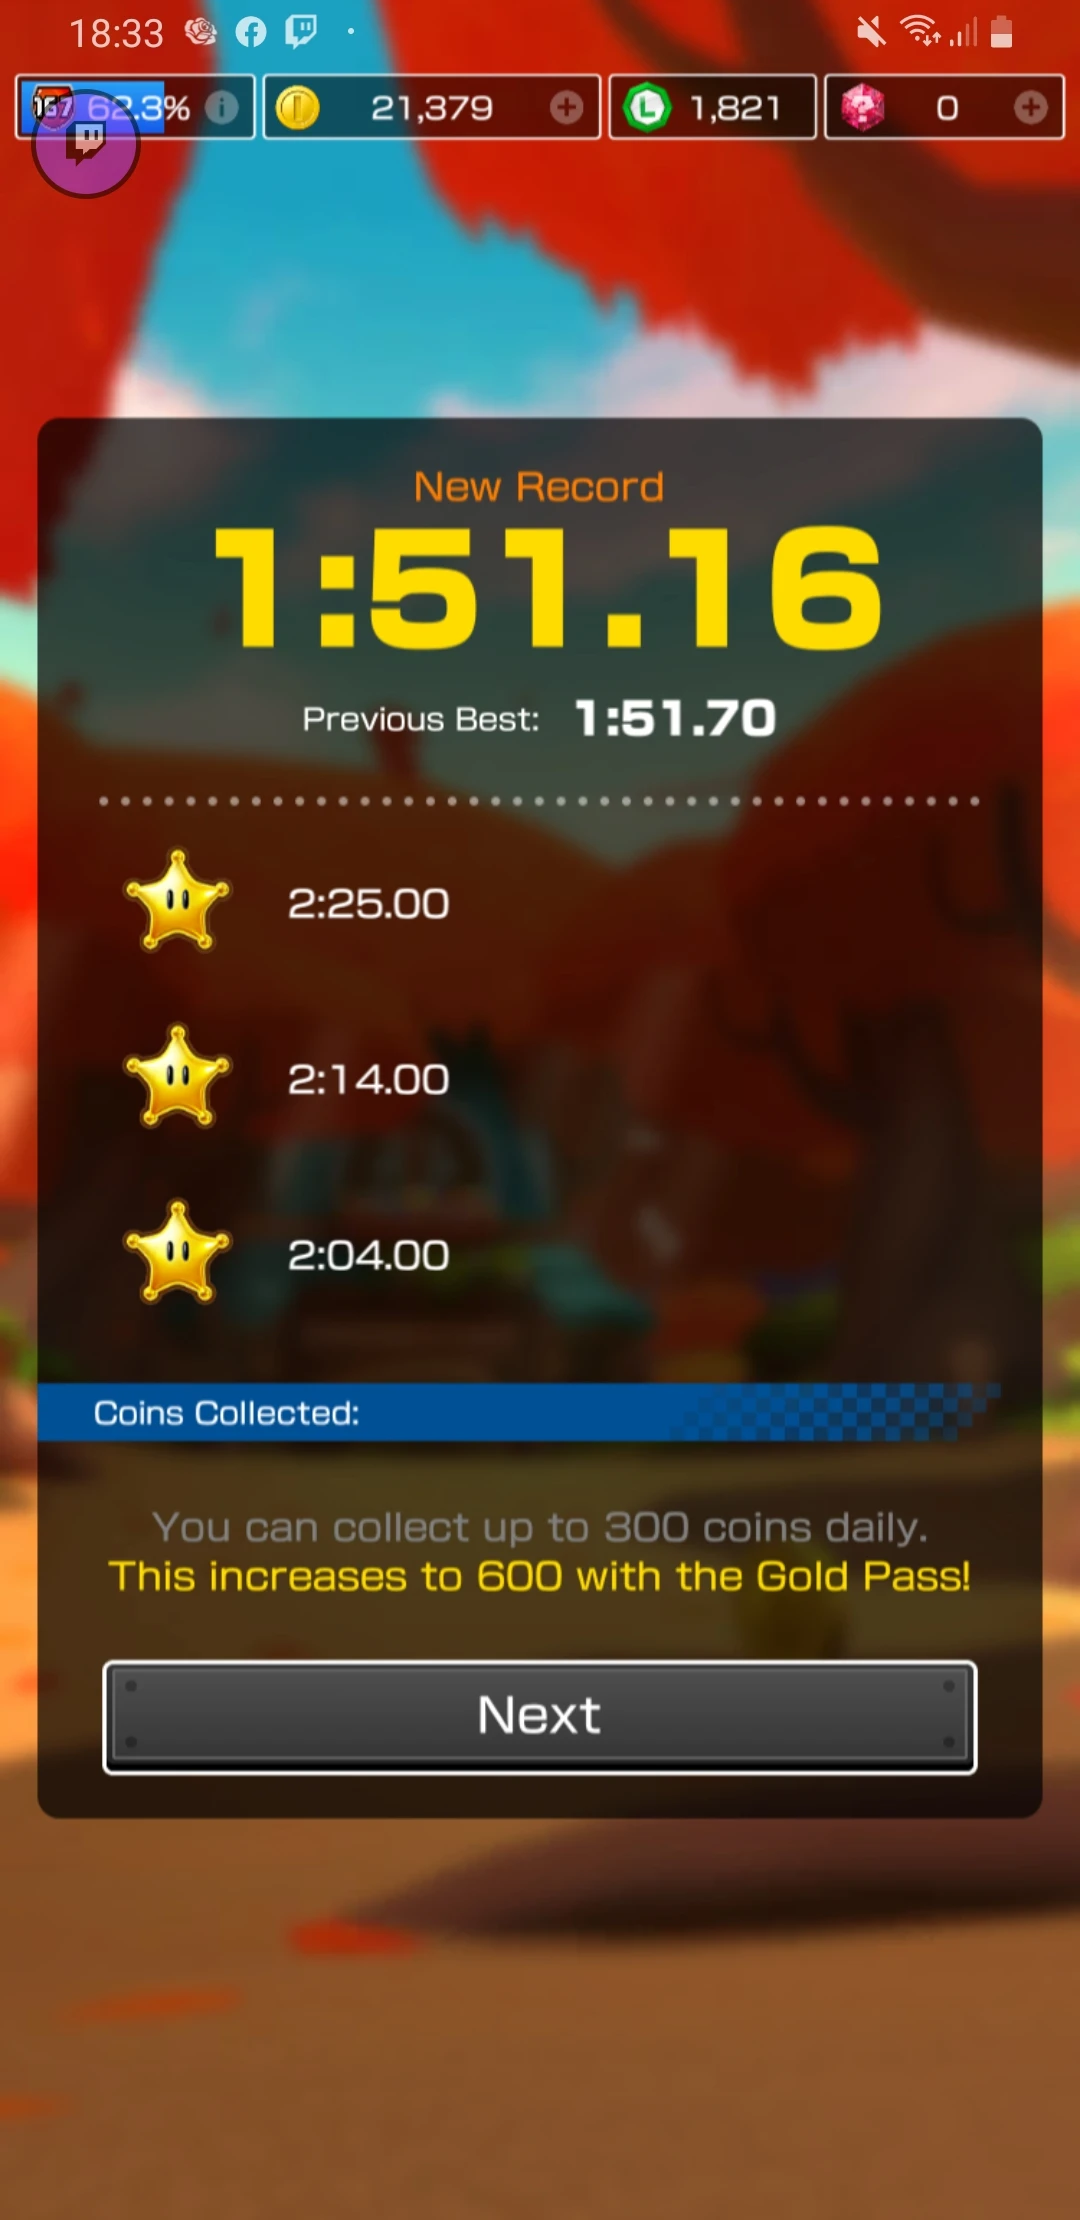 18:33
167 62.3% i 21,379 L 1,821 ? 0
New Record
1:51.16
Previous Best: 1:51.70
2:25.00
2:14.00
2:04.00
Coins Collected:
You can collect up to 300 coins daily.
This increases to 600 with the Gold Pass!
Next